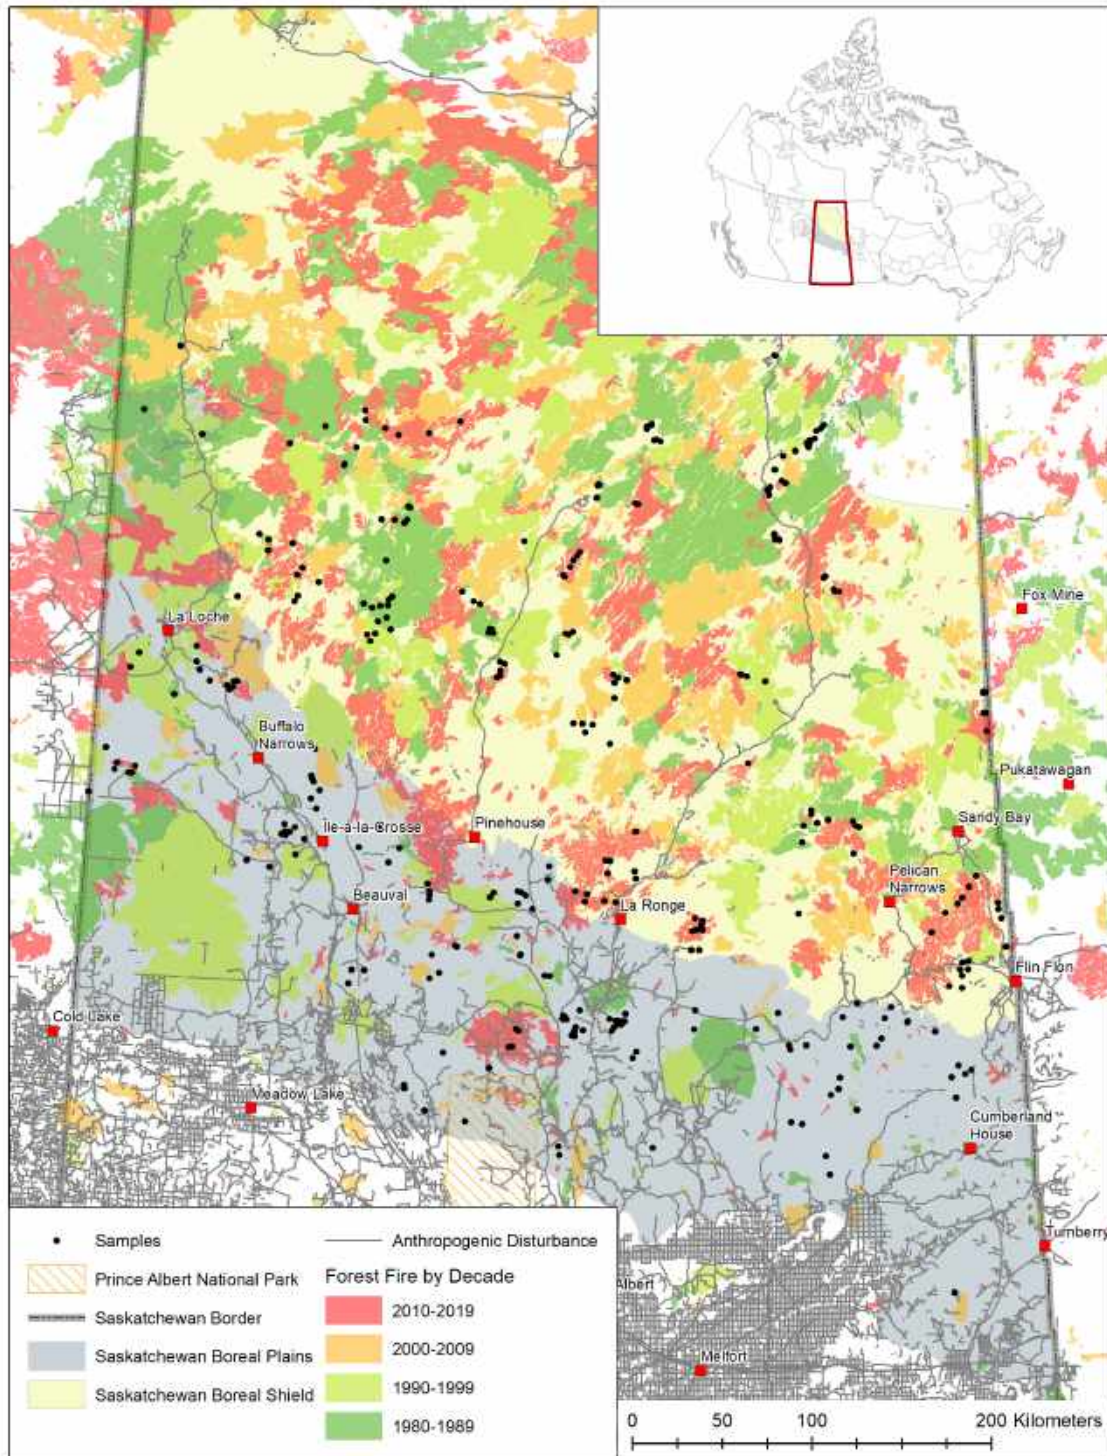 Fox Mine
La Loche
Buffalo
Narrows
Pukatawagan
Ile-a-la-Crosse
Pinehouse
Sandy Bay
Pelican
Narrows
Beauval
La Ronge
Flin Flon
Cold Lake
Meadow Lake
Cumberland
House
Turnberry
Albert
Melfort
Samples
Prince Albert National Park
Saskatchewan Border
Saskatchewan Boreal Plains
Saskatchewan Boreal Shield
Anthropogenic Disturbance
Forest Fire by Decade
2010-2019
2000-2009
1990-1999
1980-1989
0 50 100 200 Kilometers